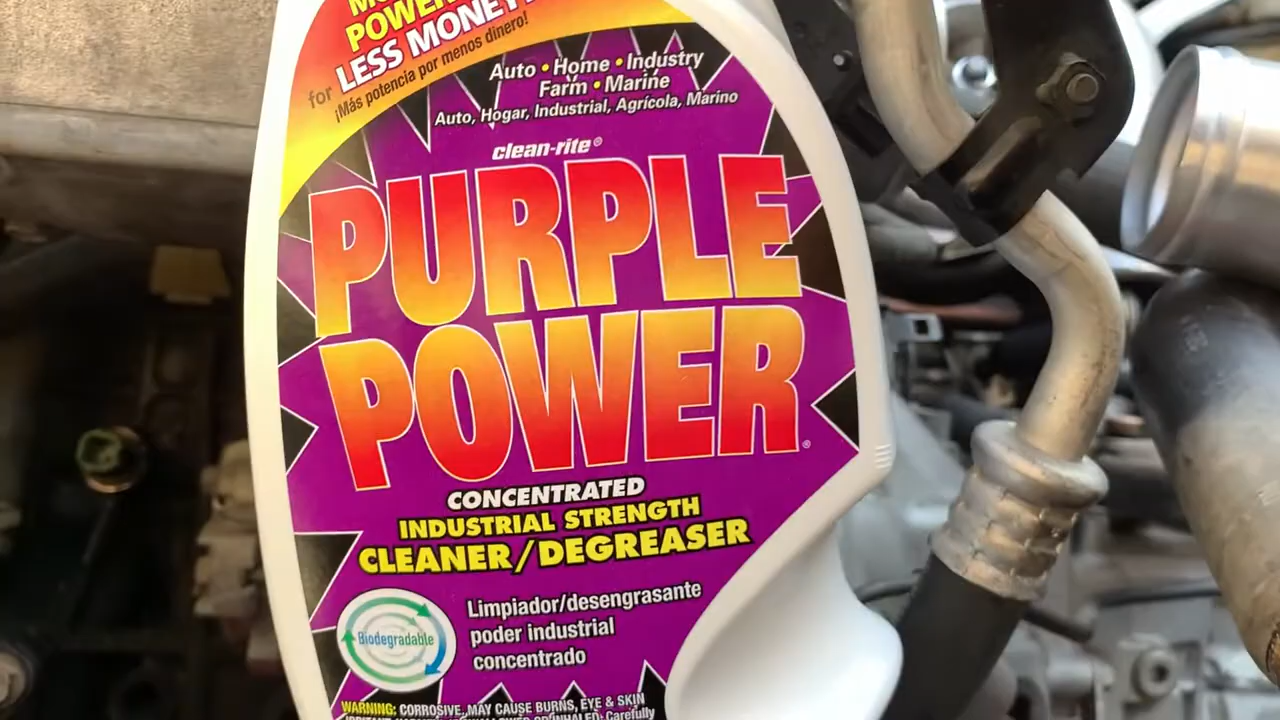 POWER
for LESS MONEY!
¡Más potencia por menos dinero!
Auto • Home • Industry
Farm • Marine
Auto, Hogar, Industrial, Agrícola, Marino
clean-rite®
PURPLE
POWER®
CONCENTRATED
INDUSTRIAL STRENGTH
CLEANER/DEGREASER
Biodegradable
Limpiador/desengrasante
poder industrial
concentrado
WARNING: CORROSIVE. MAY CAUSE BURNS, EYE & SKIN
Carefully